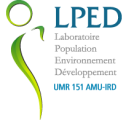 LPED
Laboratoire
Population
Environnement
Développement
UMR 151 AMU-IRD